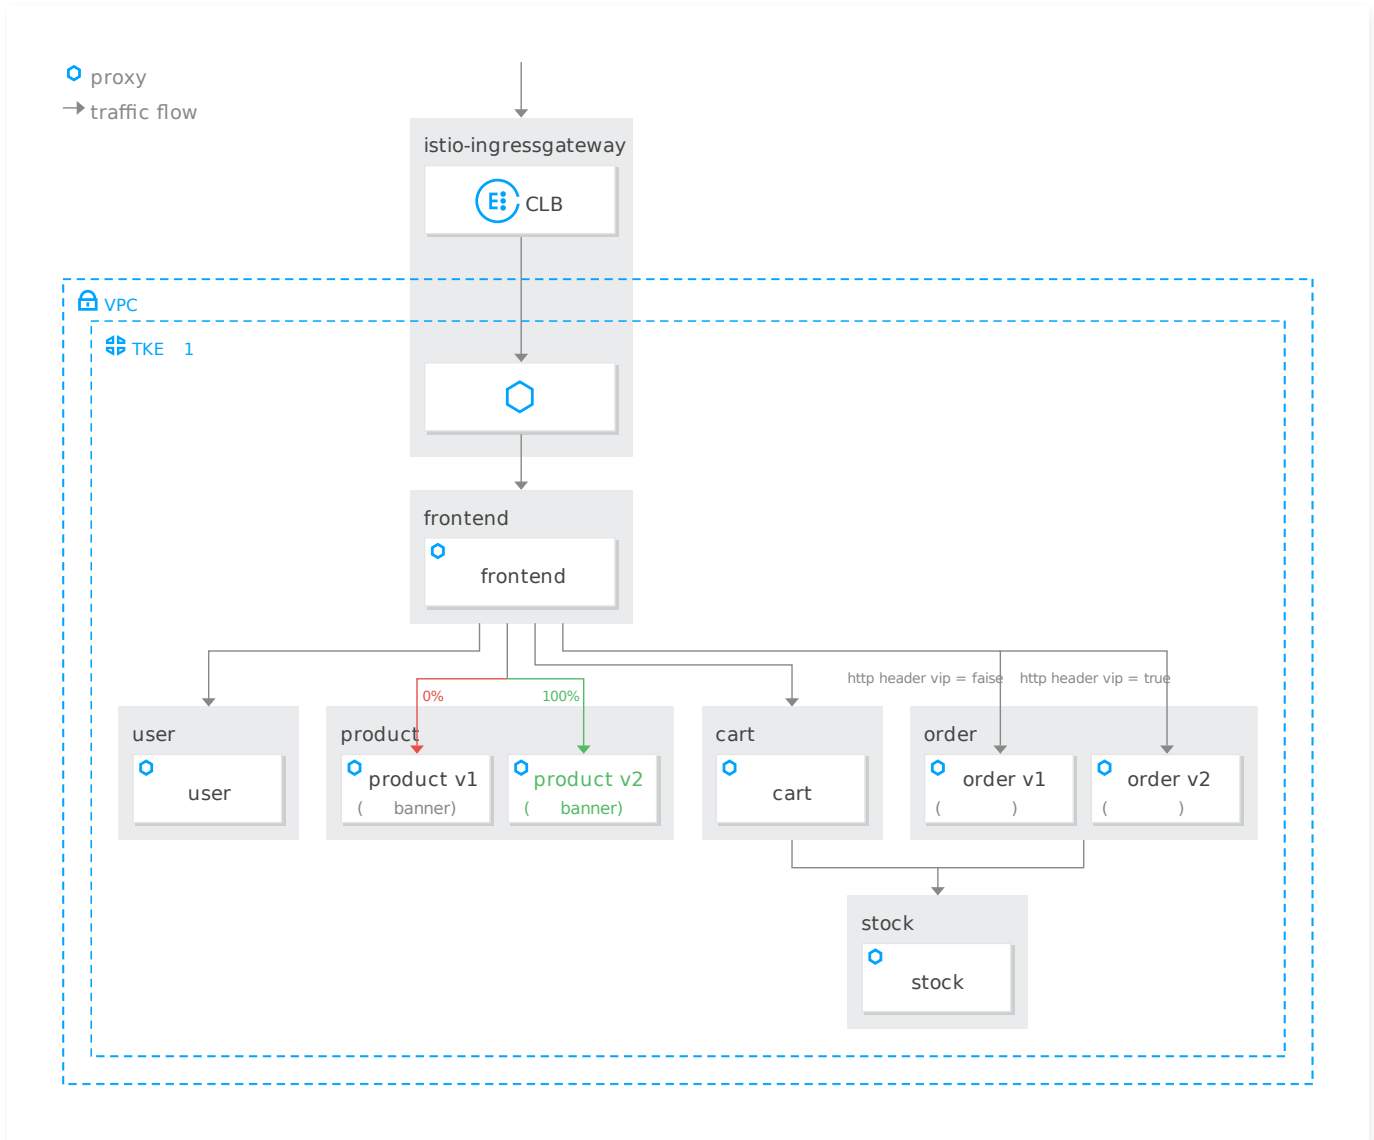 proxy
traffic flow
istio-ingressgateway
CLB
VPC
TKE 1
frontend
frontend
http header vip = faise
http header vip = true
0%
100%
user
product
cart
order
user
product v1
( banner)
product v2
( banner)
cart
order v1
( )
order v2
( )
stock
stock